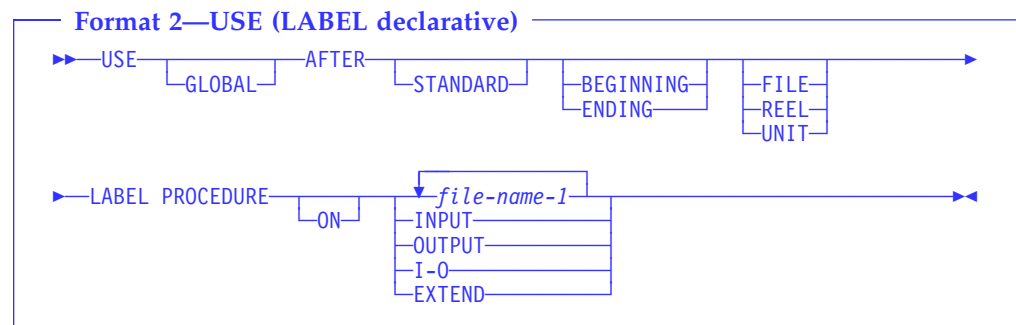 Format 2—USE (LABEL declarative)
USE AFTER
GLOBAL STANDARD BEGINNING FILE
ENDING REEL
UNIT
LABEL PROCEDURE file-name-1
ON INPUT
OUTPUT
I-O
EXTEND